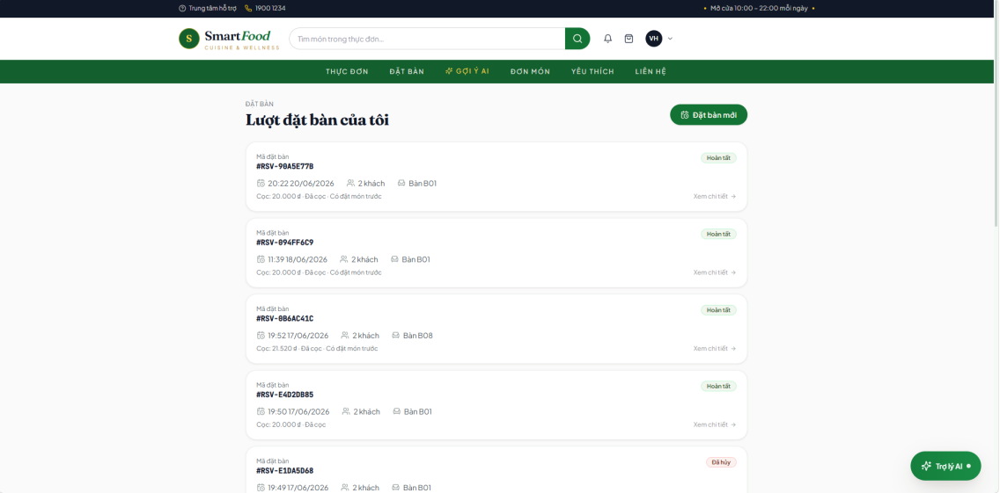 Trung tâm hỗ trợ 1900 1234 • Mở cửa 10:00 – 22:00 mỗi ngày •
S SmartFood
CUISINE & WELLNESS
Tìm món trong thực đơn...
VH
THỰC ĐƠN ĐẶT BÀN GỢI Ý AI ĐƠN MÓN YÊU THÍCH LIÊN HỆ
ĐẶT BÀN
Lượt đặt bàn của tôi
Đặt bàn mới
Mã đặt bàn
Hoàn tất
#RSV-90A5E77B
20:22 20/06/2026 2 khách Bàn B01
Cọc: 20.000 ₫ · Đã cọc · Có đặt món trước
Xem chi tiết →
Mã đặt bàn
Hoàn tất
#RSV-094FF6C9
11:39 18/06/2026 2 khách Bàn B01
Cọc: 20.000 ₫ · Đã cọc · Có đặt món trước
Xem chi tiết →
Mã đặt bàn
Hoàn tất
#RSV-0B6AC41C
19:52 17/06/2026 2 khách Bàn B08
Cọc: 21.520 ₫ · Đã cọc · Có đặt món trước
Xem chi tiết →
Mã đặt bàn
Hoàn tất
#RSV-E4D2DB85
19:50 17/06/2026 2 khách Bàn B01
Cọc: 20.000 ₫ · Đã cọc
Xem chi tiết →
Mã đặt bàn
Đã hủy
#RSV-E1DA5D68
19:49 17/06/2026 2 khách Bàn B01
Trợ lý AI